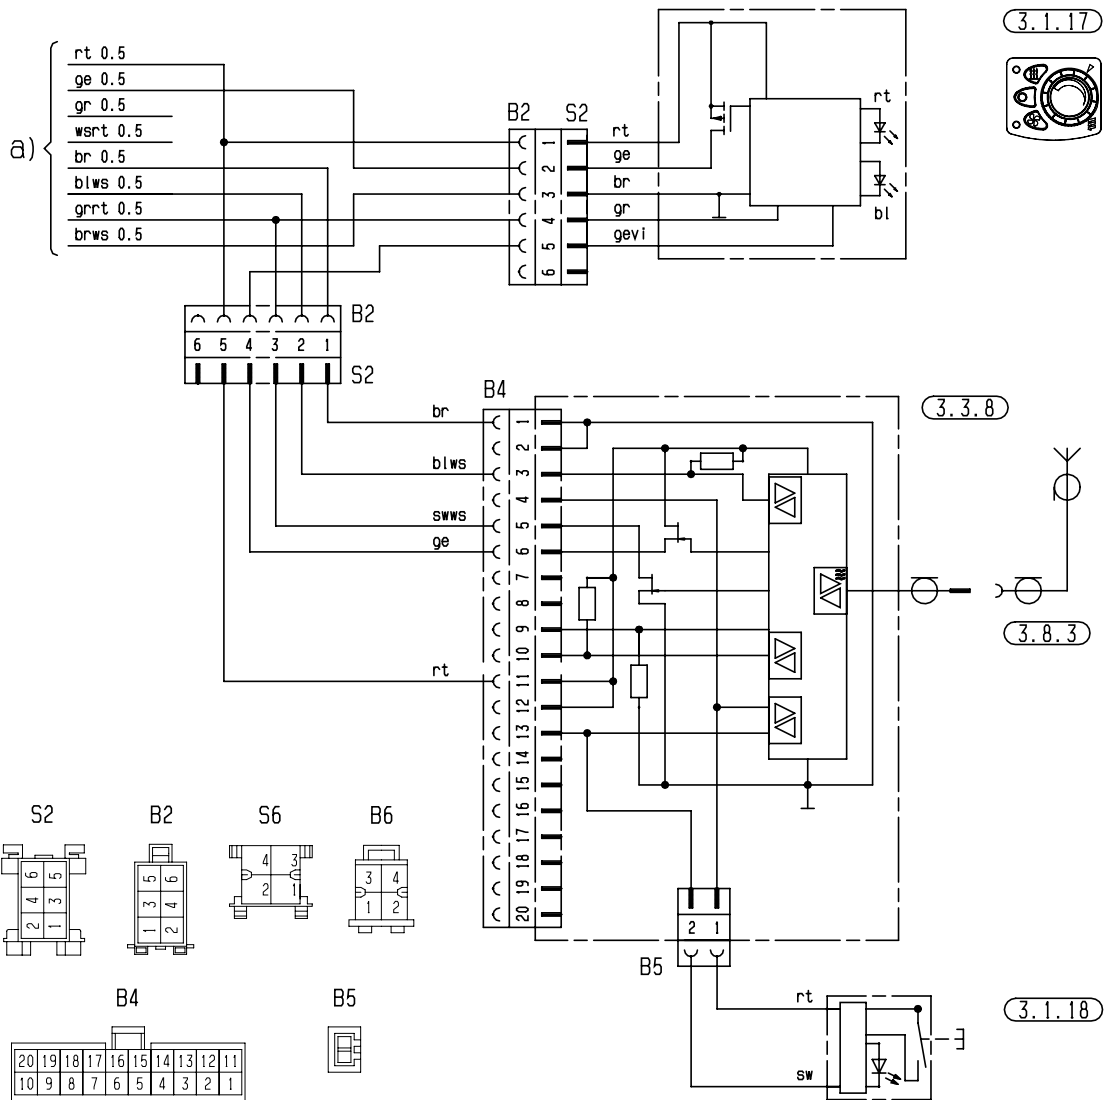 3.1.17
rt 0.5
ge 0.5
gr 0.5
wsrt 0.5
br 0.5
blws 0.5
grrt 0.5
brws 0.5
a)
B2 S2
1
2
3
4
5
6
rt
ge
br
gr
gevi
rt
bl
B2
6 5 4 3 2 1
S2
B4
br
blws
swws
ge
rt
1
2
3
4
5
6
7
8
9
10
11
12
13
14
15
16
17
18
19
20
3.3.8
3.8.3
2 1
B5
rt
sw
3.1.18
S2 B2 S6 B6
6 5
4 3
2 1
5 6
3 4
1 2
4 3
2 1
3 4
1 2
B4 B5
20 19 18 17 16 15 14 13 12 11
10 9 8 7 6 5 4 3 2 1